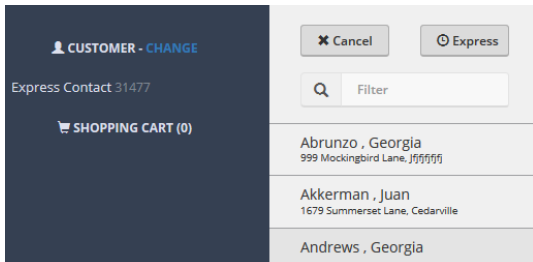 CUSTOMER - CHANGE
Express Contact 31477
SHOPPING CART (0)
Cancel
Express
Filter
Abrunzo , Georgia
999 Mockingbird Lane, Jfjfjfjfj
Akkerman , Juan
1679 Summerset Lane, Cedarville
Andrews , Georgia